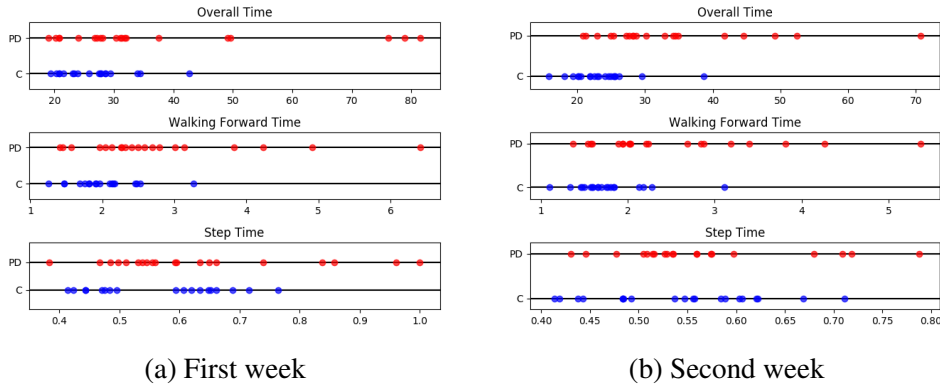 Overall Time
PD
C
20 30 40 50 60 70 80
Walking Forward Time
PD
C
1 2 3 4 5 6
Step Time
PD
C
0.4 0.5 0.6 0.7 0.8 0.9 1.0
(a) First week
Overall Time
PD
C
20 30 40 50 60 70
Walking Forward Time
PD
C
1 2 3 4 5
Step Time
PD
C
0.40 0.45 0.50 0.55 0.60 0.65 0.70 0.75 0.80
(b) Second week